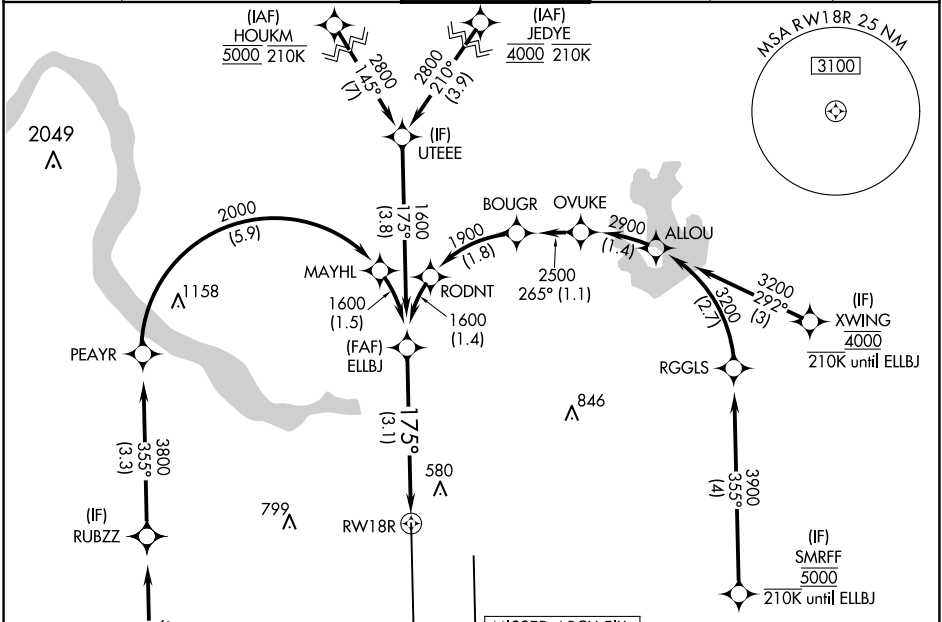 (IAF)
HOUKM
5000 210K
(IAF)
JEDYE
4000 210K
MSA RW18R 25 NM
3100
2800
145°
(7)
2800
210°
(3.9)
2049
(IF)
UTEEE
1600
175°
(3.8)
2000
(5.9)
BOUGR
OVUKE
1900
(1.8)
2900
(1.4)
ALLOU
MAYHL
RODNT
2500
265° (1.1)
3200
292°
(3)
3200
(2.7)
1158
1600
(1.5)
1600
(1.4)
(IF)
XWING
4000
210K until ELLBJ
PEAYR
(FAF)
ELLBJ
RGGLS
846
175°
(3.1)
3800
355°
(3.3)
580
3900
355°
(4)
(IF)
RUBZZ
799
RW18R
(IF)
SMRFF
5000
210K until ELLBJ